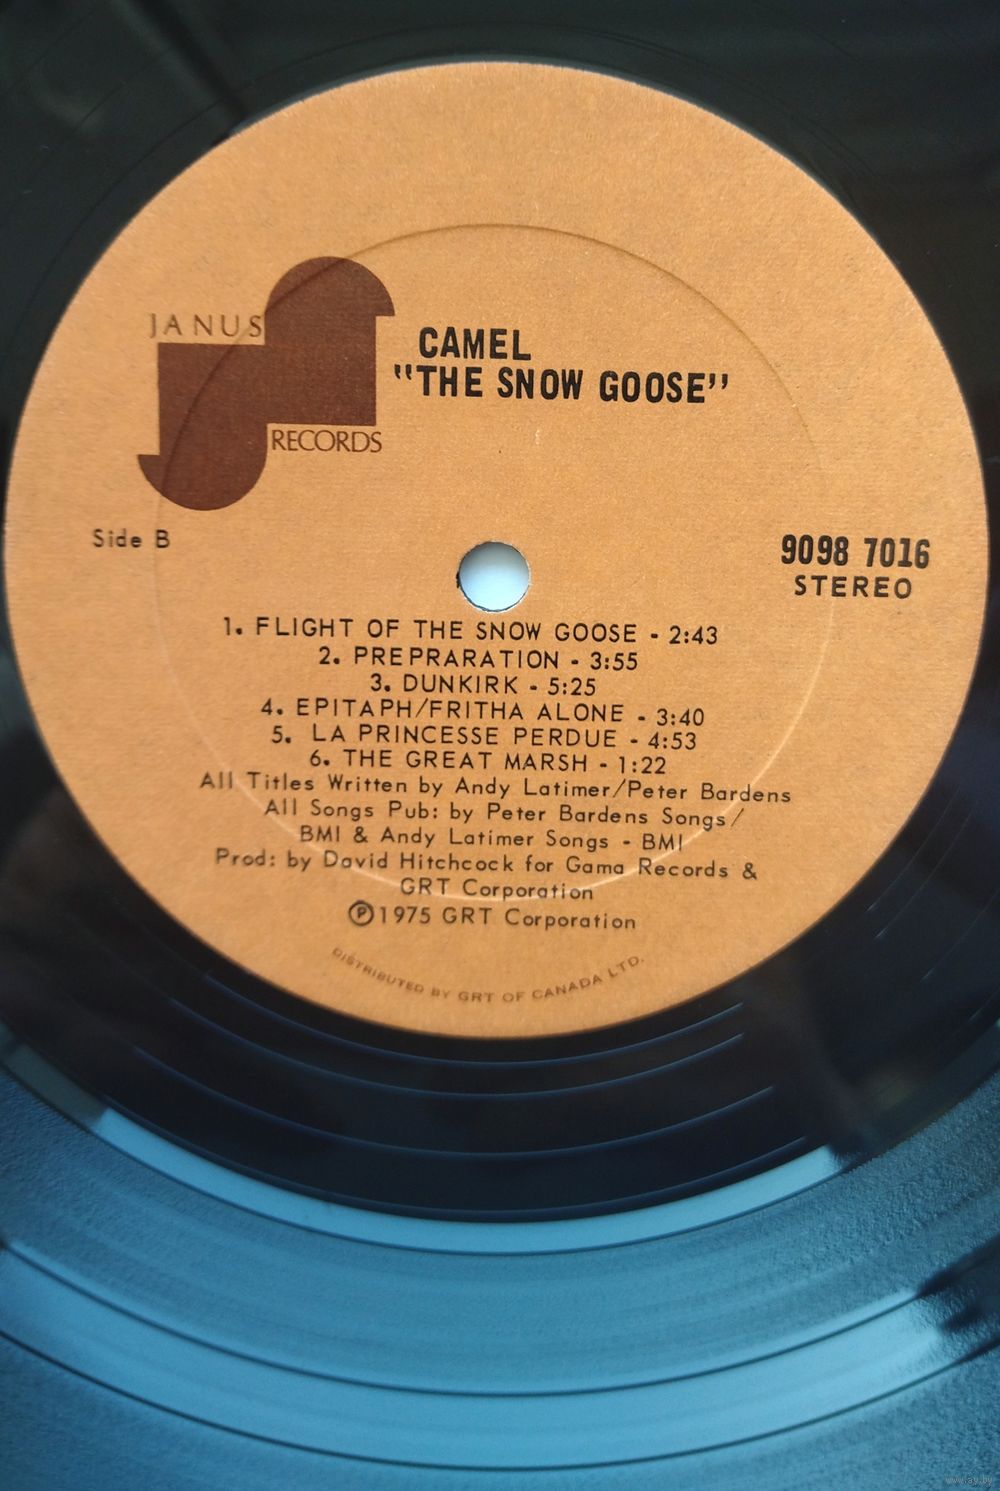 JANUS
RECORDS
CAMEL
"THE SNOW GOOSE"
Side B
9098 7016
STEREO
1. FLIGHT OF THE SNOW GOOSE - 2:43
2. PREPRARATION - 3:55
3. DUNKIRK - 5:25
4. EPITAPH/FRITHA ALONE - 3:40
5. LA PRINCESSE PERDUE - 4:53
6. THE GREAT MARSH - 1:22
All Titles Written by Andy Latimer/Peter Bardens
All Songs Pub: by Peter Bardens Songs/
BMI & Andy Latimer Songs - BMI
Prod: by David Hitchcock for Gama Records &
GRT Corporation
Ⓟ1975 GRT Corporation
DISTRIBUTED BY GRT OF CANADA LTD.
www.ay.by